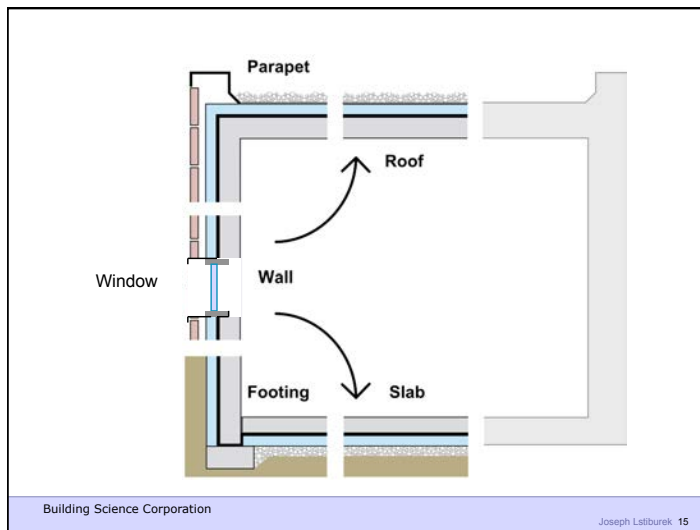 Parapet
Roof
Window
Wall
Footing Slab
Building Science Corporation
Joseph Lstiburek 15